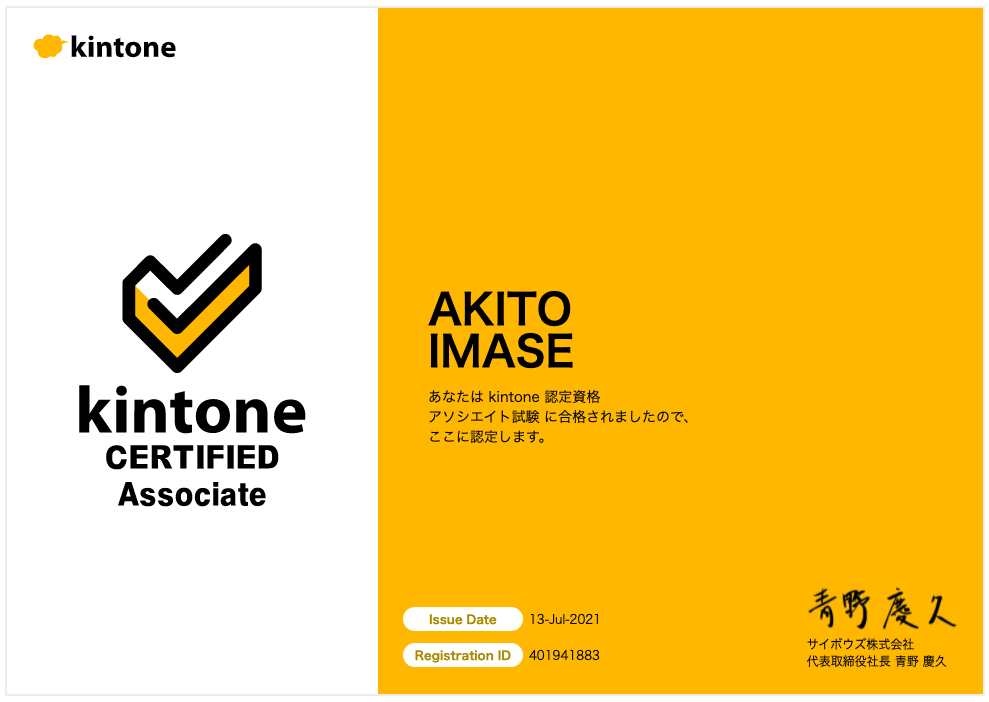 kintone
kintone
CERTIFIED
Associate
AKITO
IMASE
あなたは kintone 認定資格
アソシエイト試験 に合格されましたので、
ここに認定します。
Issue Date 13-Jul-2021
Registration ID 401941883
青野 慶久
サイボウズ株式会社
代表取締役社長 青野 慶久